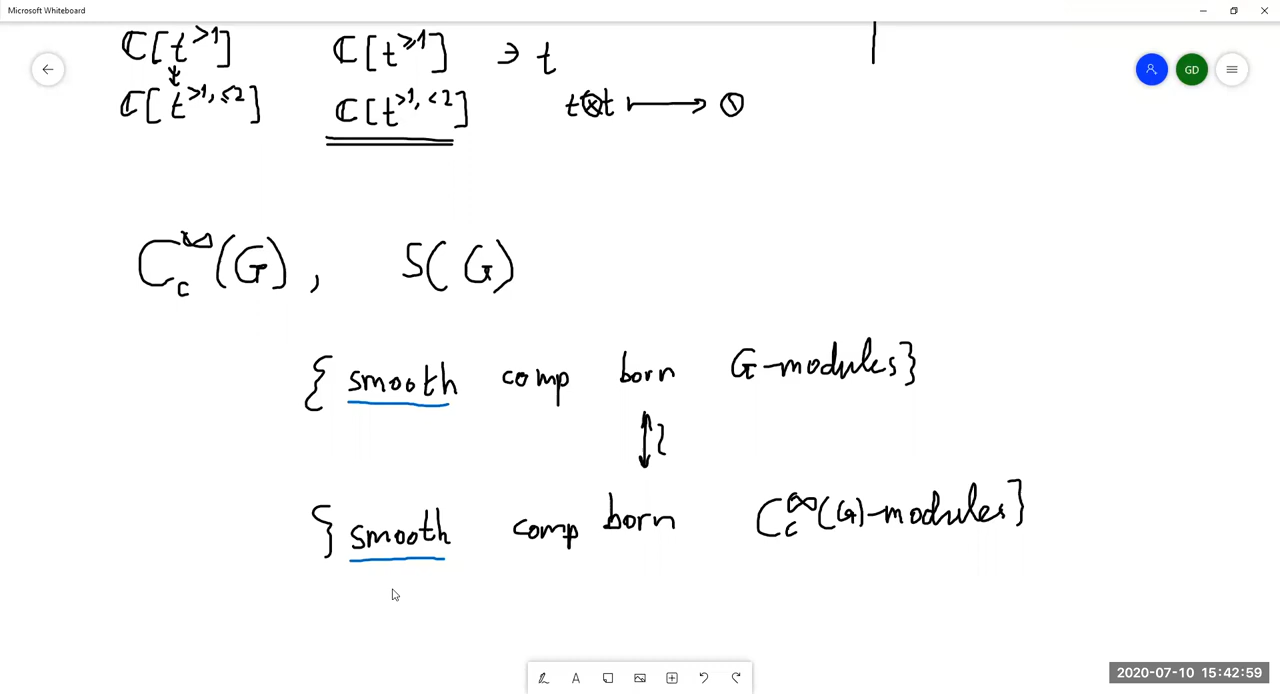 Microsoft Whiteboard
ℂ[t^{>1}] ℂ[t^{≥1}] ∋ t
GD
ℂ[t^{>1, ≤2}] ℂ[t^{>1, <2}] t⊗t ⟼ 0
C_c^∞(G), S(G)
{smooth comp born G-modules}
↕ ≀
{smooth comp born C_c^∞(G)-modules}
2020-07-10 15:42:59